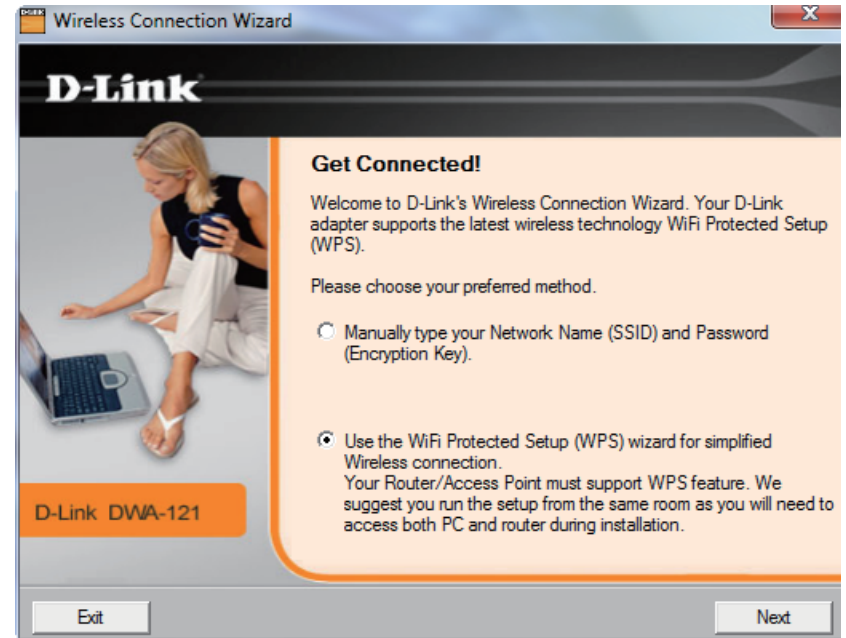 Wireless Connection Wizard
D-Link
Get Connected!
Welcome to D-Link's Wireless Connection Wizard. Your D-Link
adapter supports the latest wireless technology WiFi Protected Setup
(WPS).
Please choose your preferred method.
Manually type your Network Name (SSID) and Password
(Encryption Key).
Use the WiFi Protected Setup (WPS) wizard for simplified
Wireless connection.
Your Router/Access Point must support WPS feature. We
suggest you run the setup from the same room as you will need to
access both PC and router during installation.
D-Link DWA-121
Exit
Next